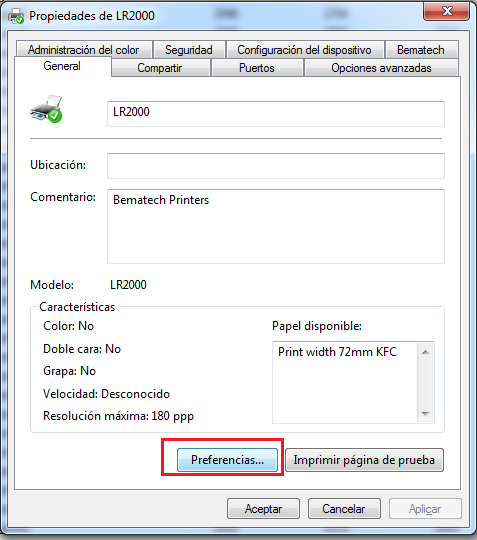 Propiedades de LR2000
Administración del color Seguridad Configuración del dispositivo Bematech
General Compartir Puertos Opciones avanzadas
LR2000
Ubicación:
Comentario: Bematech Printers
Modelo: LR2000
Características
Color: No Papel disponible:
Doble cara: No Print width 72mm KFC
Grapa: No
Velocidad: Desconocido
Resolución máxima: 180 ppp
Preferencias... Imprimir página de prueba
Aceptar Cancelar Aplicar